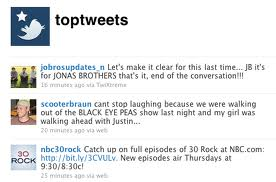 toptweets
jobrosupdates_n Let's make it clear for this last time... JB it's
for JONAS BROTHERS that's it, end of the conversation!!!
16 minutes ago via Twixtreme
scooterbraun cant stop laughing because we were walking
out of the BLACK EYE PEAS show last night and my girl was
walking ahead with Justin...
20 minutes ago via web
30
ROCK
nbc30rock Catch up on full episodes of 30 Rock at NBC.com:
http://bit.ly/3CVULv. New episodes air Thursdays at
9:30/8:30c!
25 minutes ago via web